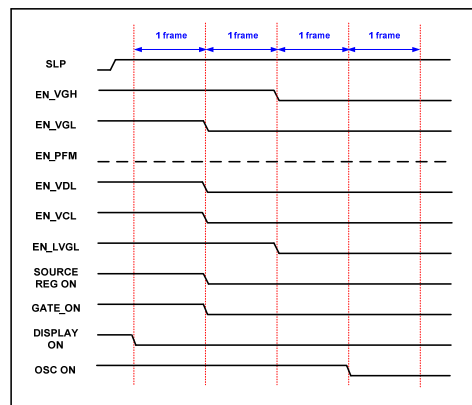 1 frame 1 frame 1 frame 1 frame
SLP
EN_VGH
EN_VGL
EN_PFM
EN_VDL
EN_VCL
EN_LVGL
SOURCE
REG ON
GATE_ON
DISPLAY
ON
OSC ON